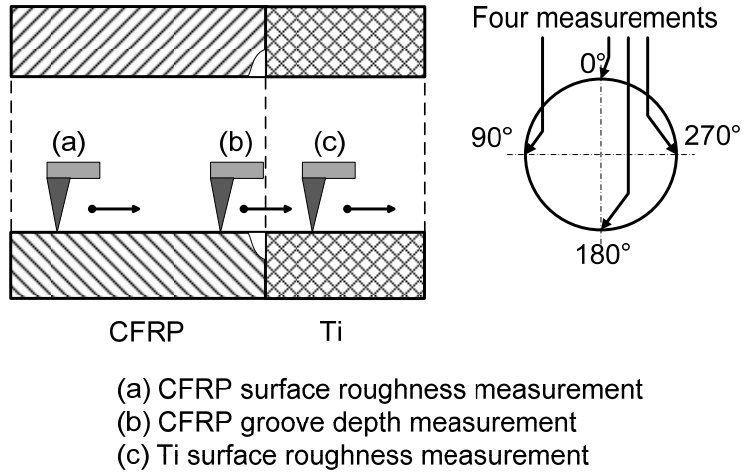 Four measurements
0°
90°
270°
180°
(a)
(b)
(c)
CFRP
Ti
(a) CFRP surface roughness measurement
(b) CFRP groove depth measurement
(c) Ti surface roughness measurement